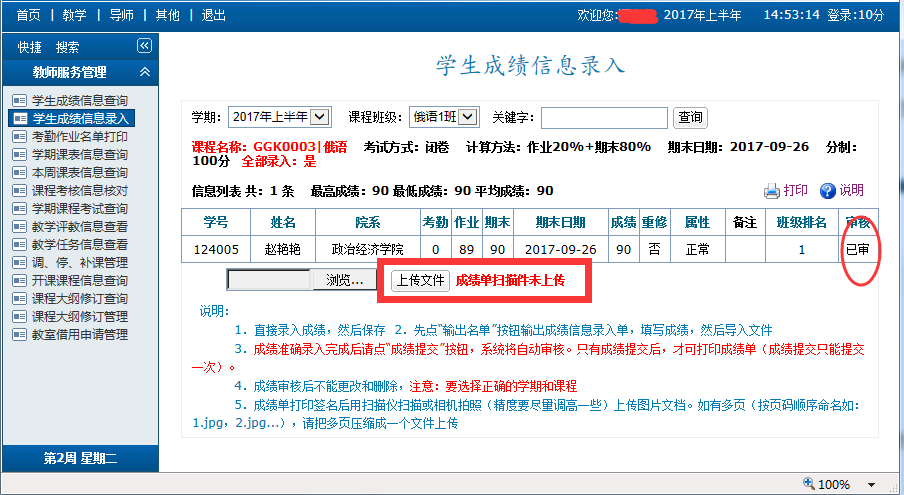 首页 | 教学 | 导师 | 其他 | 退出
欢迎您: 2017年上半年 14:53:14 登录:10分
快捷 搜索
教师服务管理
学生成绩信息查询
学生成绩信息录入
考勤作业名单打印
学期课表信息查询
本周课表信息查询
课程考核信息核对
学期课程考试查询
教学评教信息查看
教学任务信息查看
调、停、补课管理
开课课程信息查询
课程大纲修订查询
课程大纲修订管理
教室借用申请管理
第2周 星期二
学生成绩信息录入
学期: 2017年上半年 课程班级: 俄语1班 关键字: 查询
课程名称: GGK0003|俄语 考试方式: 闭卷 计算方法: 作业20%+期末80% 期末日期: 2017-09-26 分制:
100分 全部录入: 是
信息列表 共: 1 条 最高成绩: 90 最低成绩: 90 平均成绩: 90
打印 说明
学号 姓名 院系 考勤 作业 期末 期末日期 成绩 重修 属性 备注 班级排名 审核
124005 赵艳艳 政治经济学院 0 89 90 2017-09-26 90 否 正常 1 已审
浏览... 上传文件 成绩单扫描件未上传
说明:
1. 直接录入成绩，然后保存 2. 先点“输出名单”按钮输出成绩信息录入单，填写成绩，然后导入文件
3. 成绩准确录入完成后请点“成绩提交”按钮，系统将自动审核。只有成绩提交后，才可打印成绩单（成绩提交只能提交
一次）。
4. 成绩审核后不能更改和删除，注意：要选择正确的学期和课程
5. 成绩单打印签名后用扫描仪扫描或相机拍照（精度要尽量调高一些）上传图片文档。如有多页（按页码顺序命名如:
1.jpg，2.jpg...），请把多页压缩成一个文件上传
100%